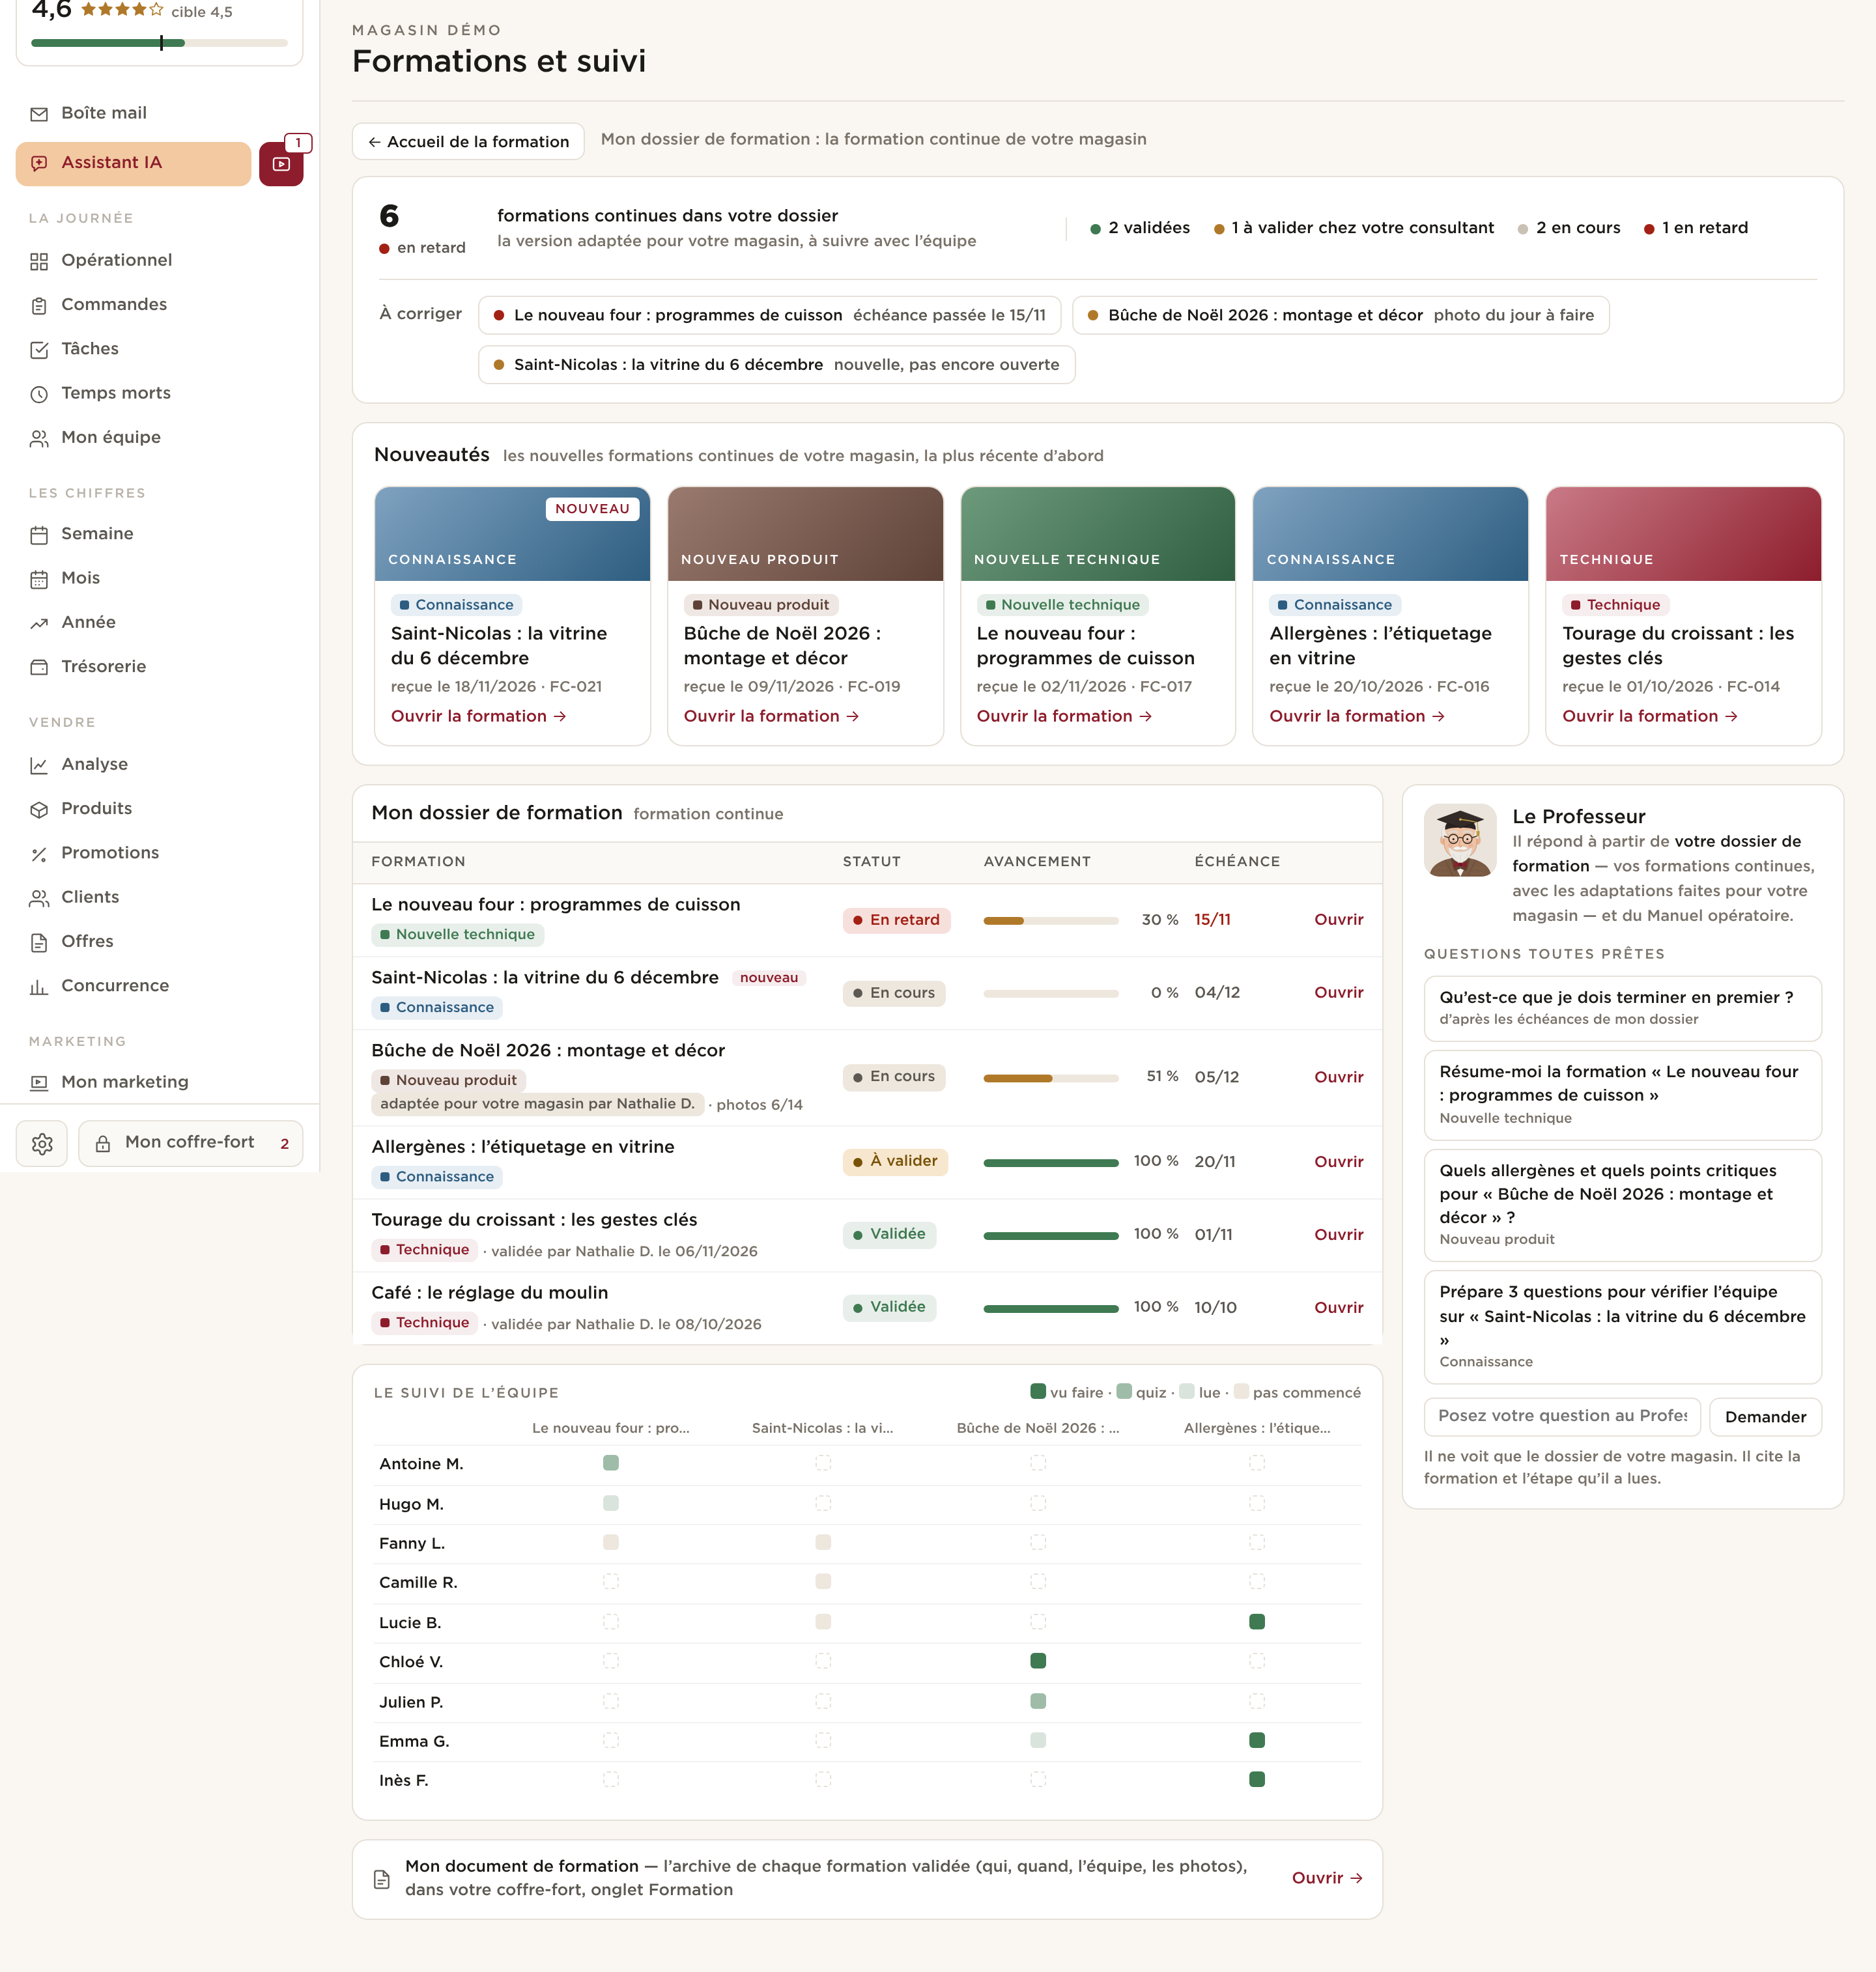 4,6 cible 4,5
Boîte mail
Assistant IA
1
LA JOURNÉE
Opérationnel
Commandes
Tâches
Temps morts
Mon équipe
LES CHIFFRES
Semaine
Mois
Année
Trésorerie
VENDRE
Analyse
Produits
Promotions
Clients
Offres
Concurrence
MARKETING
Mon marketing
Mon coffre-fort 2
MAGASIN DÉMO
Formations et suivi
← Accueil de la formation Mon dossier de formation : la formation continue de votre magasin
6
en retard
formations continues dans votre dossier
la version adaptée pour votre magasin, à suivre avec l’équipe
2 validées 1 à valider chez votre consultant 2 en cours 1 en retard
À corriger
Le nouveau four : programmes de cuisson échéance passée le 15/11
Bûche de Noël 2026 : montage et décor photo du jour à faire
Saint-Nicolas : la vitrine du 6 décembre nouvelle, pas encore ouverte
Nouveautés les nouvelles formations continues de votre magasin, la plus récente d’abord
NOUVEAU
CONNAISSANCE
Connaissance
Saint-Nicolas : la vitrine
du 6 décembre
reçue le 18/11/2026 · FC-021
Ouvrir la formation →
NOUVEAU PRODUIT
Nouveau produit
Bûche de Noël 2026 :
montage et décor
reçue le 09/11/2026 · FC-019
Ouvrir la formation →
NOUVELLE TECHNIQUE
Nouvelle technique
Le nouveau four :
programmes de cuisson
reçue le 02/11/2026 · FC-017
Ouvrir la formation →
CONNAISSANCE
Connaissance
Allergènes : l’étiquetage
en vitrine
reçue le 20/10/2026 · FC-016
Ouvrir la formation →
TECHNIQUE
Technique
Tourage du croissant : les
gestes clés
reçue le 01/10/2026 · FC-014
Ouvrir la formation →
Mon dossier de formation formation continue
FORMATION STATUT AVANCEMENT ÉCHÉANCE
Le nouveau four : programmes de cuisson
Nouvelle technique
En retard 30 % 15/11 Ouvrir
Saint-Nicolas : la vitrine du 6 décembre nouveau
Connaissance
En cours 0 % 04/12 Ouvrir
Bûche de Noël 2026 : montage et décor
Nouveau produit
adaptée pour votre magasin par Nathalie D. · photos 6/14
En cours 51 % 05/12 Ouvrir
Allergènes : l’étiquetage en vitrine
Connaissance
À valider 100 % 20/11 Ouvrir
Tourage du croissant : les gestes clés
Technique · validée par Nathalie D. le 06/11/2026
Validée 100 % 01/11 Ouvrir
Café : le réglage du moulin
Technique · validée par Nathalie D. le 08/10/2026
Validée 100 % 10/10 Ouvrir
LE SUIVI DE L’ÉQUIPE
vu faire · quiz · lue · pas commencé
Le nouveau four : pro... Saint-Nicolas : la vi... Bûche de Noël 2026 : ... Allergènes : l’étique...
Antoine M.
Hugo M.
Fanny L.
Camille R.
Lucie B.
Chloé V.
Julien P.
Emma G.
Inès F.
Mon document de formation — l’archive de chaque formation validée (qui, quand, l’équipe, les photos),
dans votre coffre-fort, onglet Formation
Ouvrir →
Le Professeur
Il répond à partir de votre dossier de
formation — vos formations continues,
avec les adaptations faites pour votre
magasin — et du Manuel opératoire.
QUESTIONS TOUTES PRÊTES
Qu’est-ce que je dois terminer en premier ?
d’après les échéances de mon dossier
Résume-moi la formation « Le nouveau four
: programmes de cuisson »
Nouvelle technique
Quels allergènes et quels points critiques
pour « Bûche de Noël 2026 : montage et
décor » ?
Nouveau produit
Prépare 3 questions pour vérifier l’équipe
sur « Saint-Nicolas : la vitrine du 6 décembre
»
Connaissance
Posez votre question au Profes
Demander
Il ne voit que le dossier de votre magasin. Il cite la
formation et l’étape qu’il a lues.